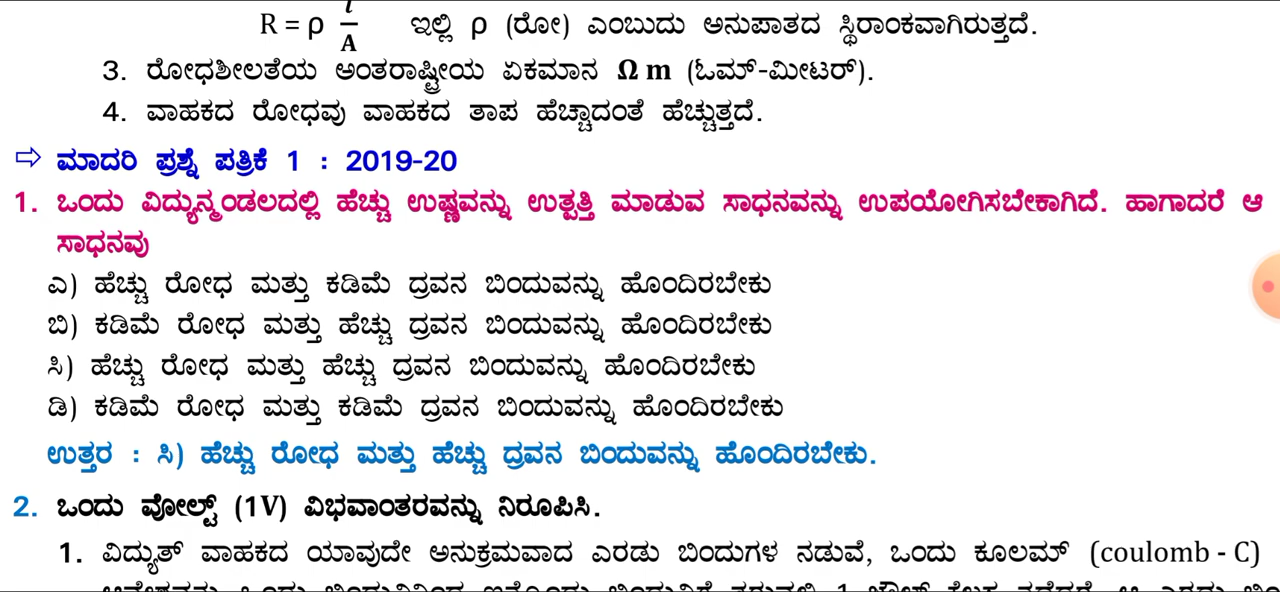 R = ρ l/A ಇಲ್ಲಿ ρ (ರೋ) ಎಂಬುದು ಅನುಪಾತದ ಸ್ಥಿರಾಂಕವಾಗಿರುತ್ತದೆ.
3. ರೋಧಶೀಲತೆಯ ಅಂತರಾಷ್ಟ್ರೀಯ ಏಕಮಾನ Ω m (ಓಮ್-ಮೀಟರ್).
4. ವಾಹಕದ ರೋಧವು ವಾಹಕದ ತಾಪ ಹೆಚ್ಚಾದಂತೆ ಹೆಚ್ಚುತ್ತದೆ.
⇨ ಮಾದರಿ ಪ್ರಶ್ನೆ ಪತ್ರಿಕೆ 1 : 2019-20
1. ಒಂದು ವಿದ್ಯುನ್ಮಂಡಲದಲ್ಲಿ ಹೆಚ್ಚು ಉಷ್ಣವನ್ನು ಉತ್ಪತ್ತಿ ಮಾಡುವ ಸಾಧನವನ್ನು ಉಪಯೋಗಿಸಬೇಕಾಗಿದೆ. ಹಾಗಾದರೆ ಆ
ಸಾಧನವು
ಎ) ಹೆಚ್ಚು ರೋಧ ಮತ್ತು ಕಡಿಮೆ ದ್ರವನ ಬಿಂದುವನ್ನು ಹೊಂದಿರಬೇಕು
ಬಿ) ಕಡಿಮೆ ರೋಧ ಮತ್ತು ಹೆಚ್ಚು ದ್ರವನ ಬಿಂದುವನ್ನು ಹೊಂದಿರಬೇಕು
ಸಿ) ಹೆಚ್ಚು ರೋಧ ಮತ್ತು ಹೆಚ್ಚು ದ್ರವನ ಬಿಂದುವನ್ನು ಹೊಂದಿರಬೇಕು
ಡಿ) ಕಡಿಮೆ ರೋಧ ಮತ್ತು ಕಡಿಮೆ ದ್ರವನ ಬಿಂದುವನ್ನು ಹೊಂದಿರಬೇಕು
ಉತ್ತರ : ಸಿ) ಹೆಚ್ಚು ರೋಧ ಮತ್ತು ಹೆಚ್ಚು ದ್ರವನ ಬಿಂದುವನ್ನು ಹೊಂದಿರಬೇಕು.
2. ಒಂದು ವೋಲ್ಟ್ (1V) ವಿಭವಾಂತರವನ್ನು ನಿರೂಪಿಸಿ.
1. ವಿದ್ಯುತ್ ವಾಹಕದ ಯಾವುದೇ ಅನುಕ್ರಮವಾದ ಎರಡು ಬಿಂದುಗಳ ನಡುವೆ, ಒಂದು ಕೂಲಮ್ (coulomb - C)